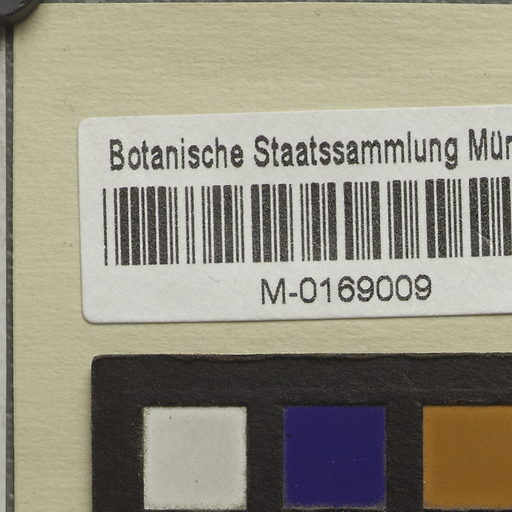 Botanische Staatssammlung Mün
M-0169009